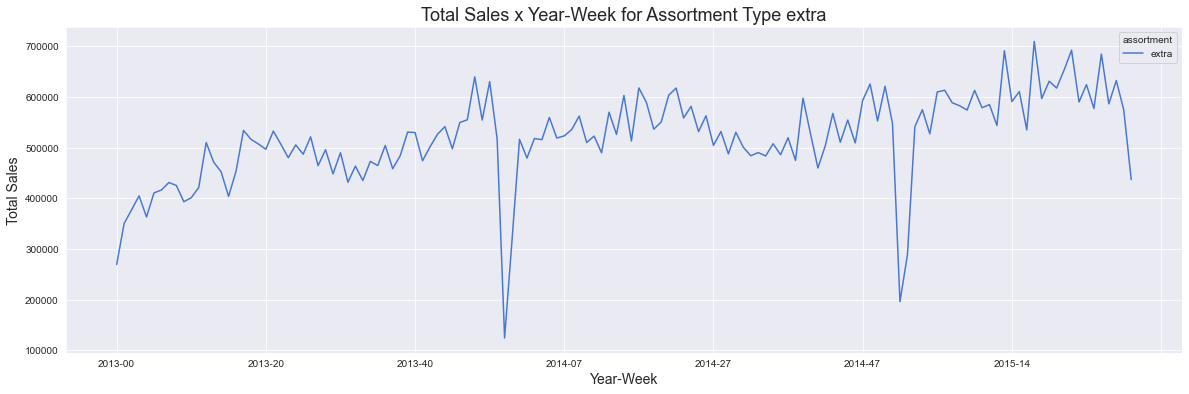 Total Sales x Year-Week for Assortment Type extra
assortment
extra
700000
600000
500000
400000
300000
200000
100000
Total Sales
2013-00 2013-20 2013-40 2014-07 2014-27 2014-47 2015-14
Year-Week